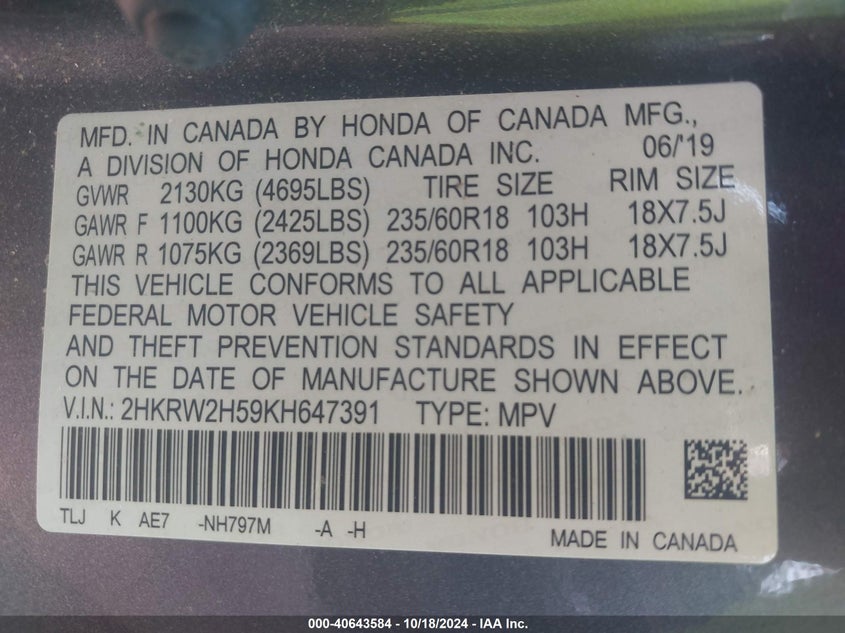 MFD. IN CANADA BY HONDA OF CANADA MFG.,
A DIVISION OF HONDA CANADA INC. 06/'19
GVWR 2130KG (4695LBS) TIRE SIZE RIM SIZE
GAWR F 1100KG (2425LBS) 235/60R18 103H 18X7.5J
GAWR R 1075KG (2369LBS) 235/60R18 103H 18X7.5J
THIS VEHICLE CONFORMS TO ALL APPLICABLE
FEDERAL MOTOR VEHICLE SAFETY
AND THEFT PREVENTION STANDARDS IN EFFECT
ON THE DATE OF MANUFACTURE SHOWN ABOVE.
V.I.N.: 2HKRW2H59KH647391 TYPE: MPV
TLJ K AE7 -NH797M -A -H
MADE IN CANADA
000-40643584 - 10/18/2024 - IAA Inc.